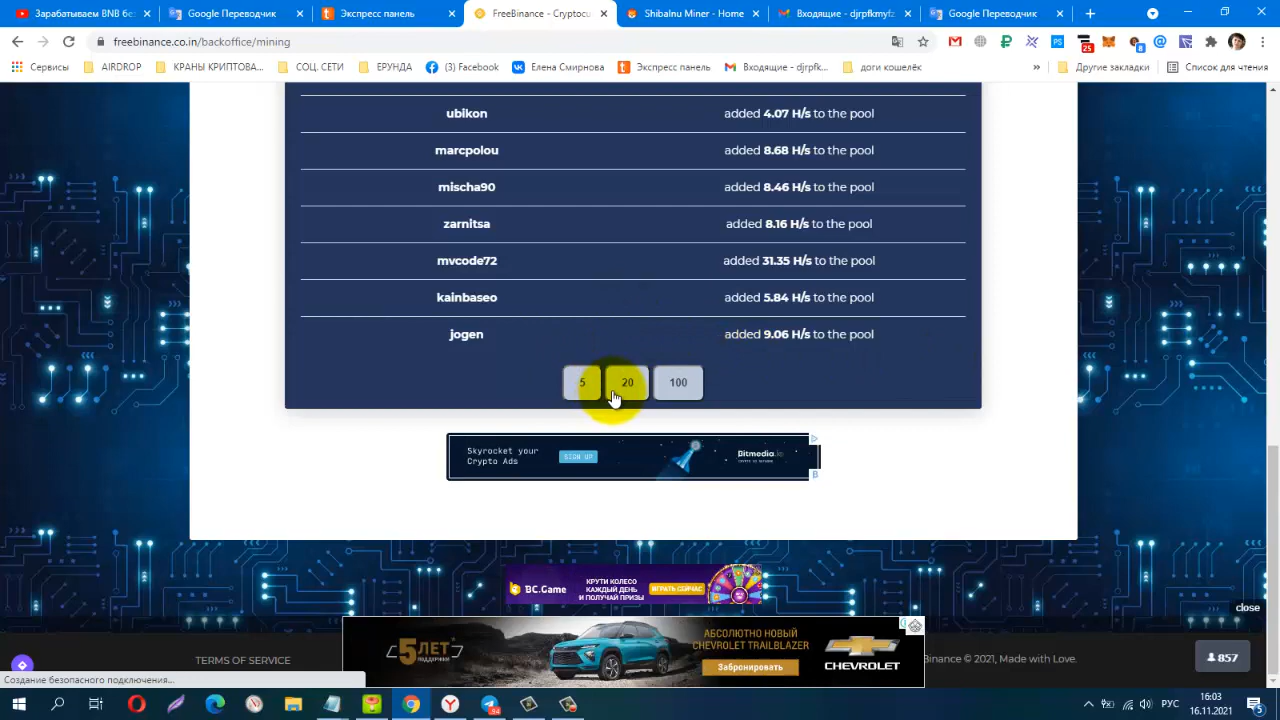 Зарабатываем BNB без
Google Переводчик
Экспресс панель
FreeBinance - Cryptocu
ShibaInu Miner - Home
Входящие - djrpfkmyfz
Google Переводчик
freebinance.co.in/backoffice/mining
Сервисы
AIRDROP
КРАНЫ КРИПТОВА...
СОЦ. СЕТИ
ЕРУНДА
(3) Facebook
Елена Смирнова
Экспресс панель
Входящие - djrpfk...
доги кошелёк
»
Другие закладки
Список для чтения
ubikon added 4.07 H/s to the pool
marcpolou added 8.68 H/s to the pool
mischa90 added 8.46 H/s to the pool
zarnitsa added 8.16 H/s to the pool
mvcode72 added 31.35 H/s to the pool
kainbaseo added 5.84 H/s to the pool
jogen added 9.06 H/s to the pool
5 20 100
Skyrocket your
Crypto Ads
SIGN UP
Bitmedia.io
BC.Game
КРУТИ КОЛЕСО
КАЖДЫЙ ДЕНЬ
И ПОЛУЧАЙ ПРИЗЫ
ИГРАТЬ СЕЙЧАС
close
5 ЛЕТ
ПОДДЕРЖКИ
АБСОЛЮТНО НОВЫЙ
CHEVROLET TRAILBLAZER
Забронировать
CHEVROLET
TERMS OF SERVICE
Binance © 2021, Made with Love.
857
Создание безопасного подключения...
РУС
16:03
16.11.2021